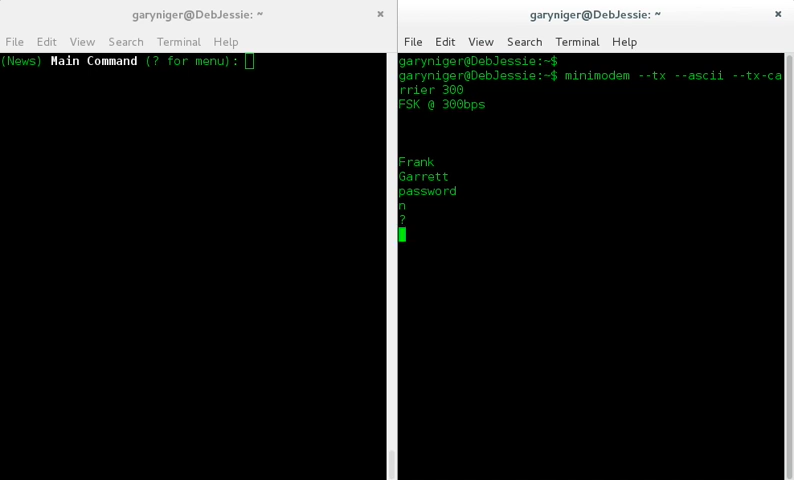 garyniger@DebJessie: ~
File Edit View Search Terminal Help
(News) Main Command (? for menu):
garyniger@DebJessie: ~
File Edit View Search Terminal Help
garyniger@DebJessie:~$
garyniger@DebJessie:~$ minimodem --tx --ascii --tx-ca
rrier 300
FSK @ 300bps
Frank
Garrett
password
n
?